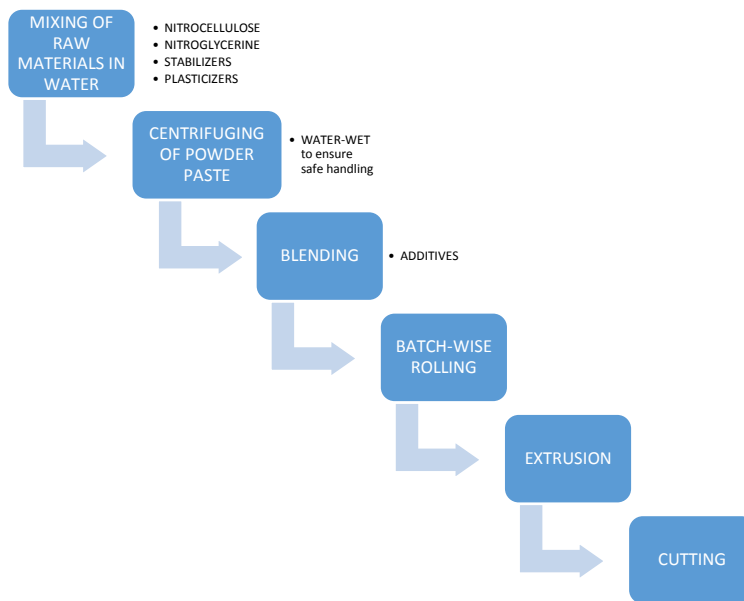 MIXING OF
RAW
MATERIALS IN
WATER
• NITROCELLULOSE
• NITROGLYCERINE
• STABILIZERS
• PLASTICIZERS
CENTRIFUGING
OF POWDER
PASTE
• WATER-WET
to ensure
safe handling
BLENDING
• ADDITIVES
BATCH-WISE
ROLLING
EXTRUSION
CUTTING